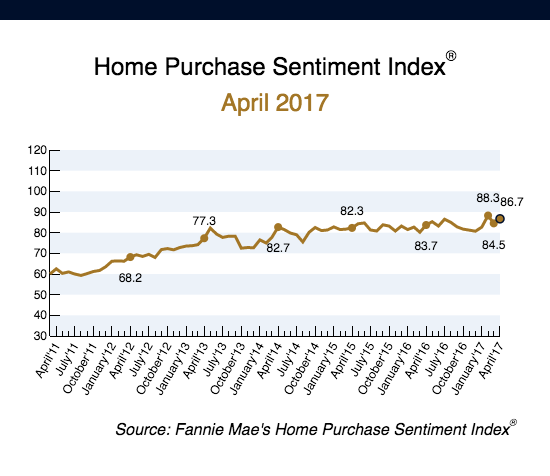 Home Purchase Sentiment Index®
April 2017
120
110
100
90
80
70
60
50
40
30
68.2
77.3
82.7
82.3
83.7
88.3
84.5
86.7
April'11
July'11
October'11
January'12
April'12
July'12
October'12
January'13
April'13
July'13
October'13
January'14
April'14
July'14
October'14
January'15
April'15
July'15
October'15
January'16
April'16
July'16
October'16
January'17
April'17
Source: Fannie Mae's Home Purchase Sentiment Index®